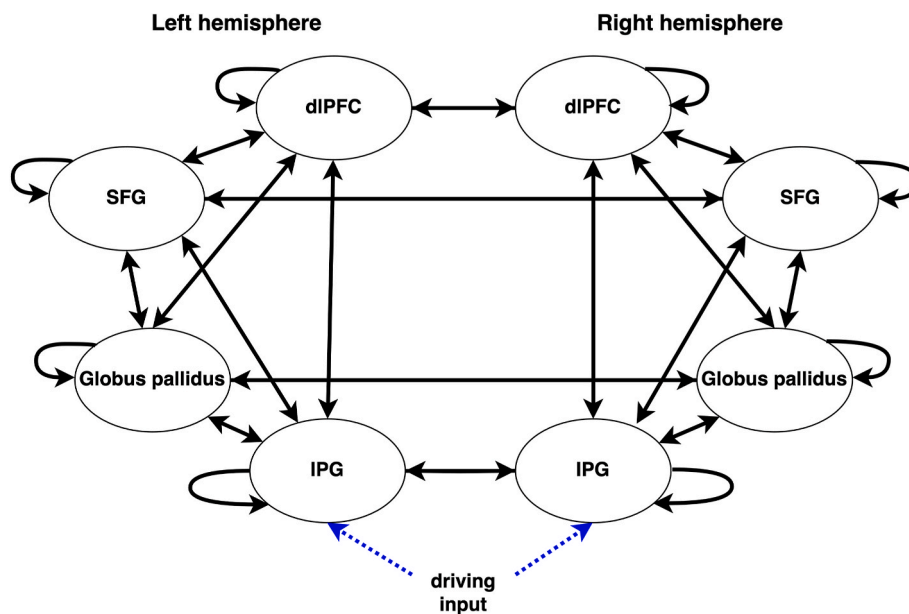 Left hemisphere
Right hemisphere
dlPFC
dlPFC
SFG
SFG
Globus pallidus
Globus pallidus
IPG
IPG
driving
input